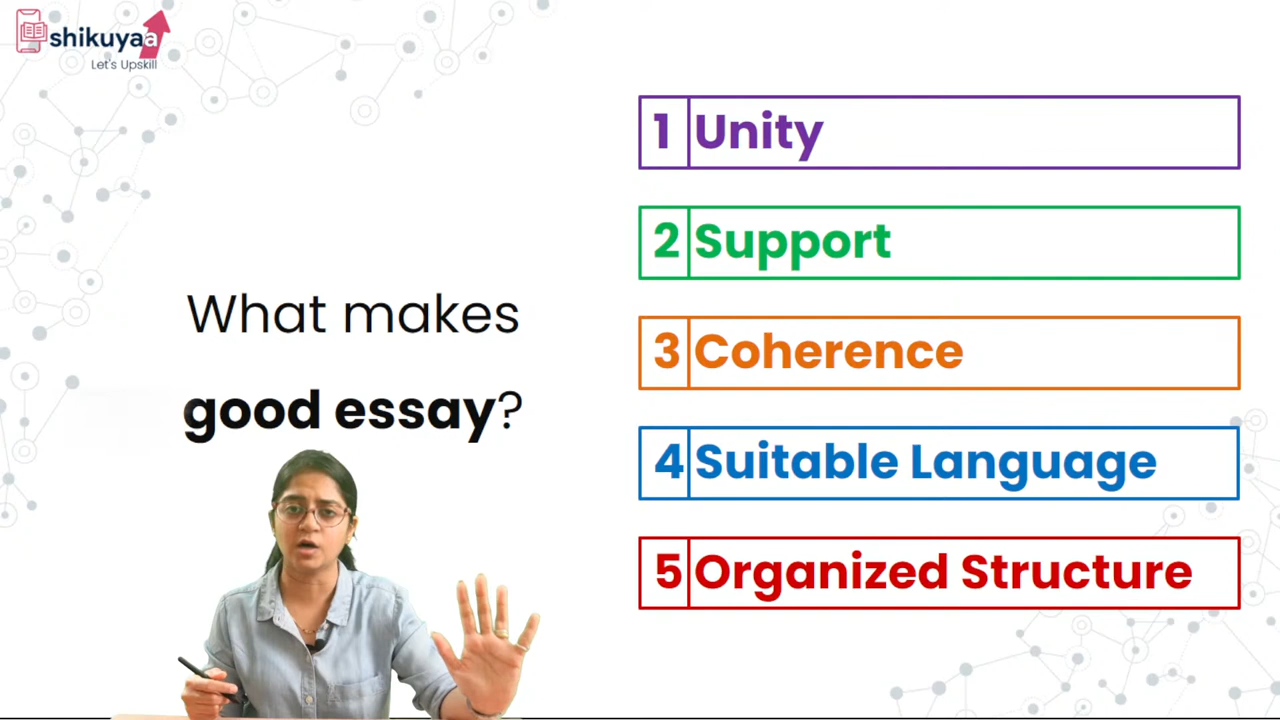 shikuyaa
Let's Upskill
What makes
good essay?
1 Unity
2 Support
3 Coherence
4 Suitable Language
5 Organized Structure